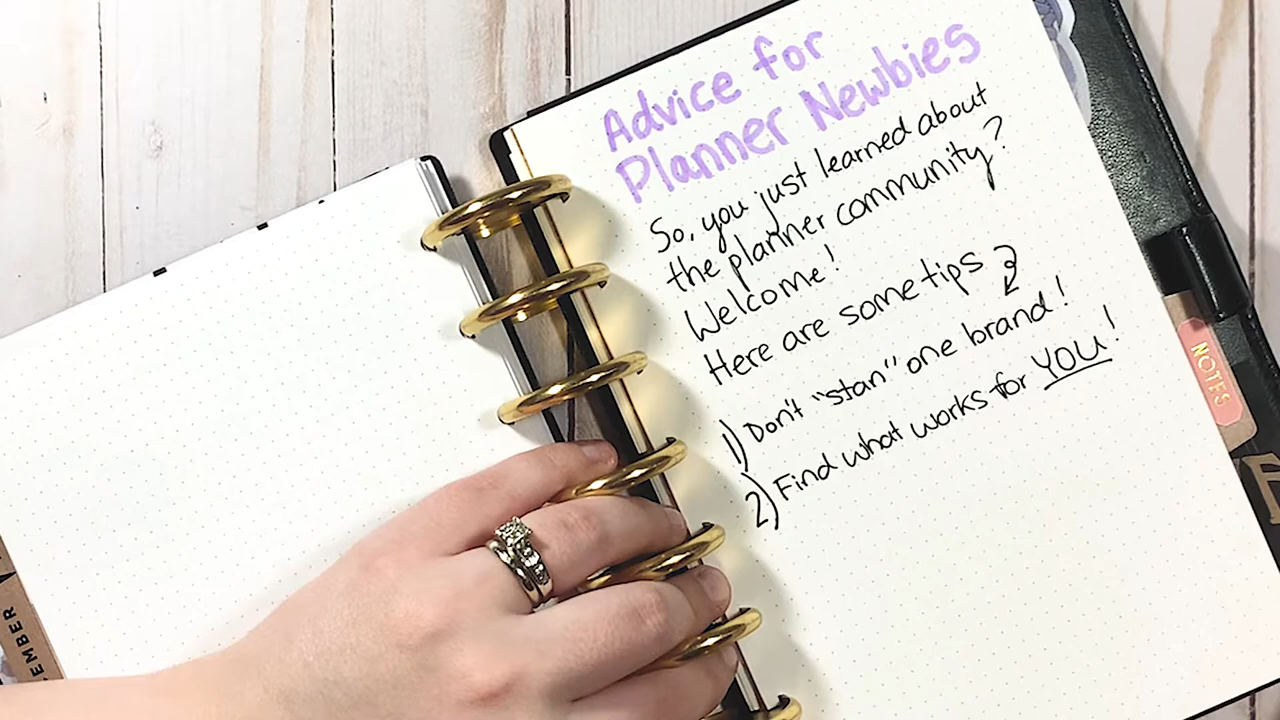 Advice for
Planner Newbies
So, you just learned about
the planner community?
Welcome!
Here are some tips
1) Don't "stan" one brand!
2) Find what works for YOU!
NOTES
EMBER